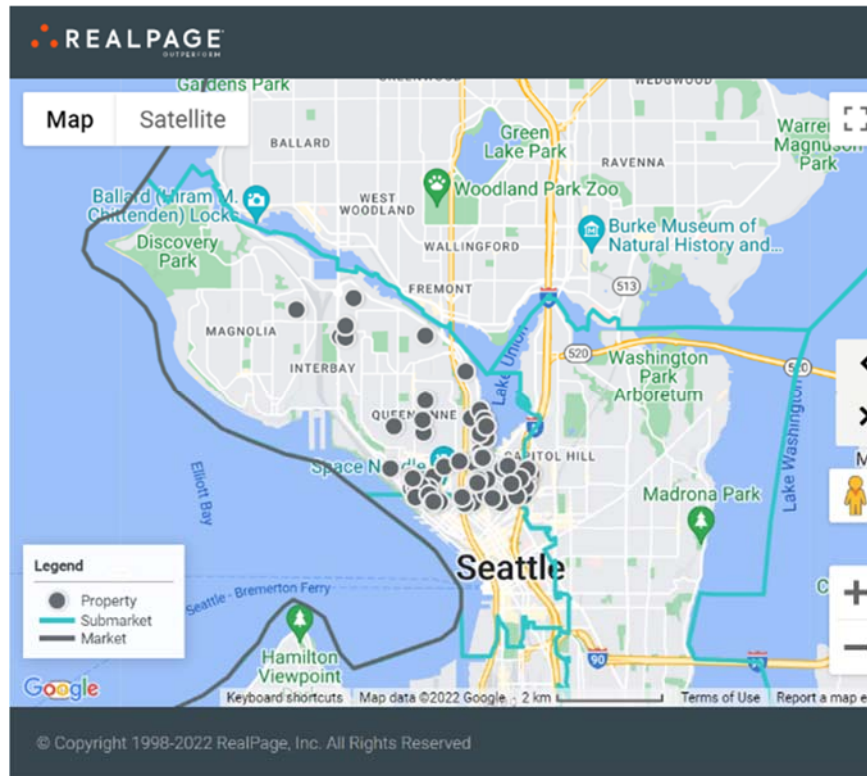 REALPAGE
OUTPERFORM
Gardens Park
WEDGWOOD
Map
Satellite
BALLARD
Green
Lake Park
Warre
Magnuson
Park
RAVENNA
Ballard (Hiram M.
Chittenden) Locks
WEST
WOODLAND
Woodland Park Zoo
Discovery
Park
WALLINGFORD
Burke Museum of
Natural History and...
FREMONT
513
MAGNOLIA
INTERBAY
Lake Union
520
Washington
Park
Arboretum
520
QUEEN ANNE
5
Lake Washington
M
Space Needle
CAPITOL HILL
Elliott Bay
Madrona Park
Seattle
Legend
Property
Submarket
Market
Seattle - Bremerton Ferry
C
Hamilton
Viewpoint
90
Google
Keyboard shortcuts
Map data ©2022 Google
2 km
Terms of Use
Report a map e
© Copyright 1998-2022 RealPage, Inc. All Rights Reserved